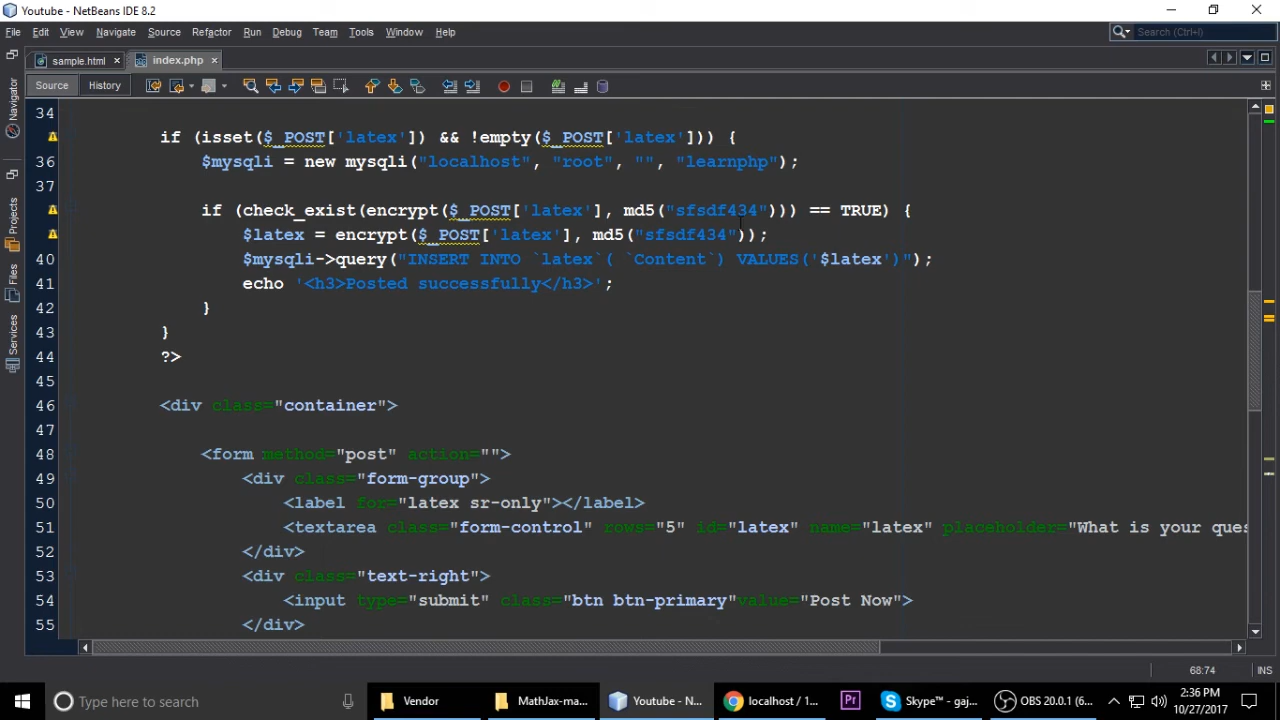 Youtube - NetBeans IDE 8.2
File Edit View Navigate Source Refactor Run Debug Team Tools Window Help
Search (Ctrl+I)
sample.html
index.php
Source History
Navigator
Projects
Files
Services
34
if (isset($_POST['latex']) && !empty($_POST['latex'])) {
36 $mysqli = new mysqli("localhost", "root", "", "learnphp");
37
if (check_exist(encrypt($_POST['latex'], md5("sfsdf434"))) == TRUE) {
$latex = encrypt($_POST['latex'], md5("sfsdf434"));
40 $mysqli->query("INSERT INTO `latex`( `Content`) VALUES('$latex')");
41 echo '<h3>Posted successfully</h3>';
42 }
43 }
44 ?>
45
46 <div class="container">
47
48 <form method="post" action="">
49 <div class="form-group">
50 <label for="latex sr-only"></label>
51 <textarea class="form-control" rows="5" id="latex" name="latex" placeholder="What is your ques
52 </div>
53 <div class="text-right">
54 <input type="submit" class="btn btn-primary"value="Post Now">
55 </div>
68:74 INS
Type here to search
Vendor
MathJax-ma...
Youtube - N...
localhost / 1...
Pr
Skype™ - gaj...
OBS 20.0.1 (6...
2:36 PM
10/27/2017